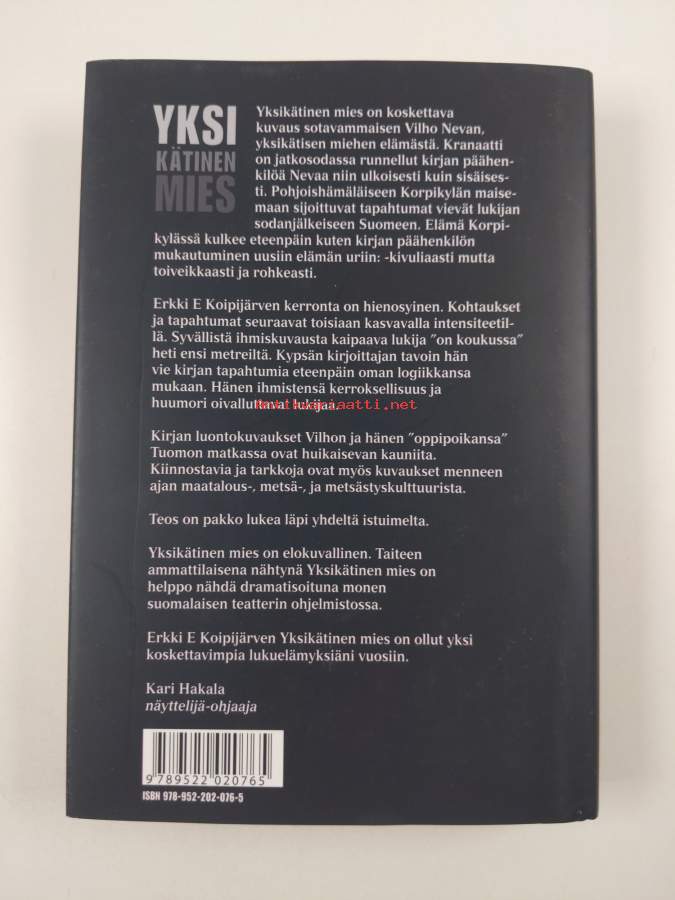 YKSI
KÄTINEN
MIES
Yksikätinen mies on koskettava
kuvaus sotavammaisen Vilho Nevan,
yksikätisen miehen elämästä. Kranaatti
on jatkosodassa runnellut kirjan päähen-
kilöä Nevaa niin ulkoisesti kuin sisäises-
ti. Pohjoishämäläiseen Korpikylän maise-
maan sijoittuvat tapahtumat vievät lukijan
sodanjälkeiseen Suomeen. Elämä Korpi-
kylässä kulkee eteenpäin kuten kirjan päähenkilön
mukautuminen uusiin elämän uriin: -kivuliaasti mutta
toiveikkaasti ja rohkeasti.
Erkki E Koipijärven kerronta on hienosyinen. Kohtaukset
ja tapahtumat seuraavat toisiaan kasvavalla intensiteetil-
lä. Syvällistä ihmiskuvausta kaipaava lukija "on koukussa"
heti ensi metreiltä. Kypsän kirjoittajan tavoin hän
vie kirjan tapahtumia eteenpäin oman logiikkansa
mukaan. Hänen ihmistensä kerroksellisuus ja
huumori oivalluttavat lukijaa.
antikvariaatti.net
Kirjan luontokuvaukset Vilhon ja hänen "oppipoikansa"
Tuomon matkassa ovat huikaisevan kauniita.
Kiinnostavia ja tarkkoja ovat myös kuvaukset menneen
ajan maatalous-, metsä-, ja metsästyskulttuurista.
Teos on pakko lukea läpi yhdeltä istuimelta.
Yksikätinen mies on elokuvallinen. Taiteen
ammattilaisena nähtynä Yksikätinen mies on
helppo nähdä dramatisoituna monen
suomalaisen teatterin ohjelmistossa.
Erkki E Koipijärven Yksikätinen mies on ollut yksi
koskettavimpia lukuelämyksiäni vuosiin.
Kari Hakala
näyttelijä-ohjaaja
9 789522 020765
ISBN 978-952-202-076-5